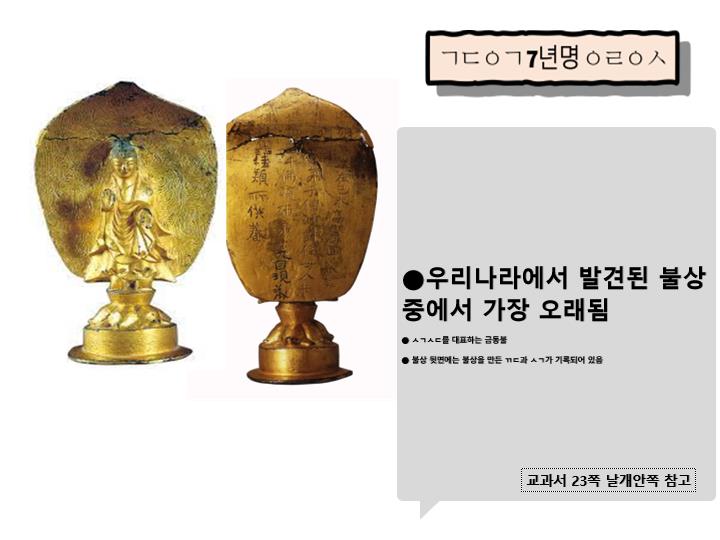 ㄱㄷㅇㄱ7년명ㅇㄹㅇㅅ
●우리나라에서 발견된 불상
중에서 가장 오래됨
● ㅅㄱㅅㄷ를 대표하는 금동불
● 불상 뒷면에는 불상을 만든 ㄲㄷ과 ㅅㄱ가 기록되어 있음
교과서 23쪽 날개안쪽 참고